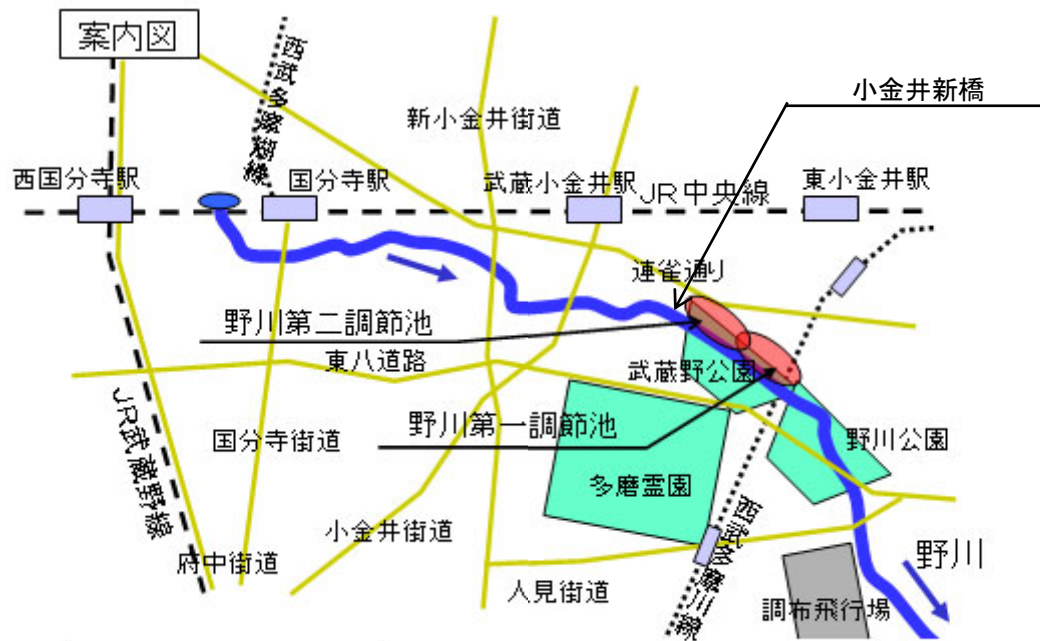 案内図
西武多摩湖線
小金井新橋
新小金井街道
西国分寺駅
国分寺駅
武蔵小金井駅
JR中央線
東小金井駅
連雀通り
野川第二調節池
東八道路
武蔵野公園
JR武蔵野線
国分寺街道
野川第一調節池
野川公園
多磨霊園
小金井街道
府中街道
人見街道
西武多摩川線
野川
調布飛行場